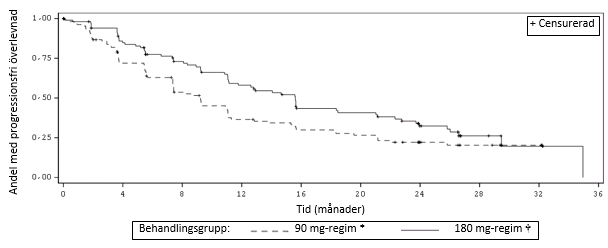 + Censurerad
Andel med progressionsfri överlevnad
1·00
0·75
0·50
0·25
0·00
0 4 8 12 16 20 24 28 32 36
Tid (månader)
Behandlingsgrupp: 90 mg-regim * 180 mg-regim †